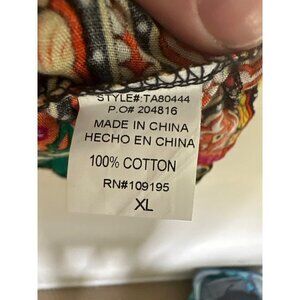 STYLE#:TA80444
P.O# 204816
MADE IN CHINA
HECHO EN CHINA
100% COTTON
RN#109195
XL